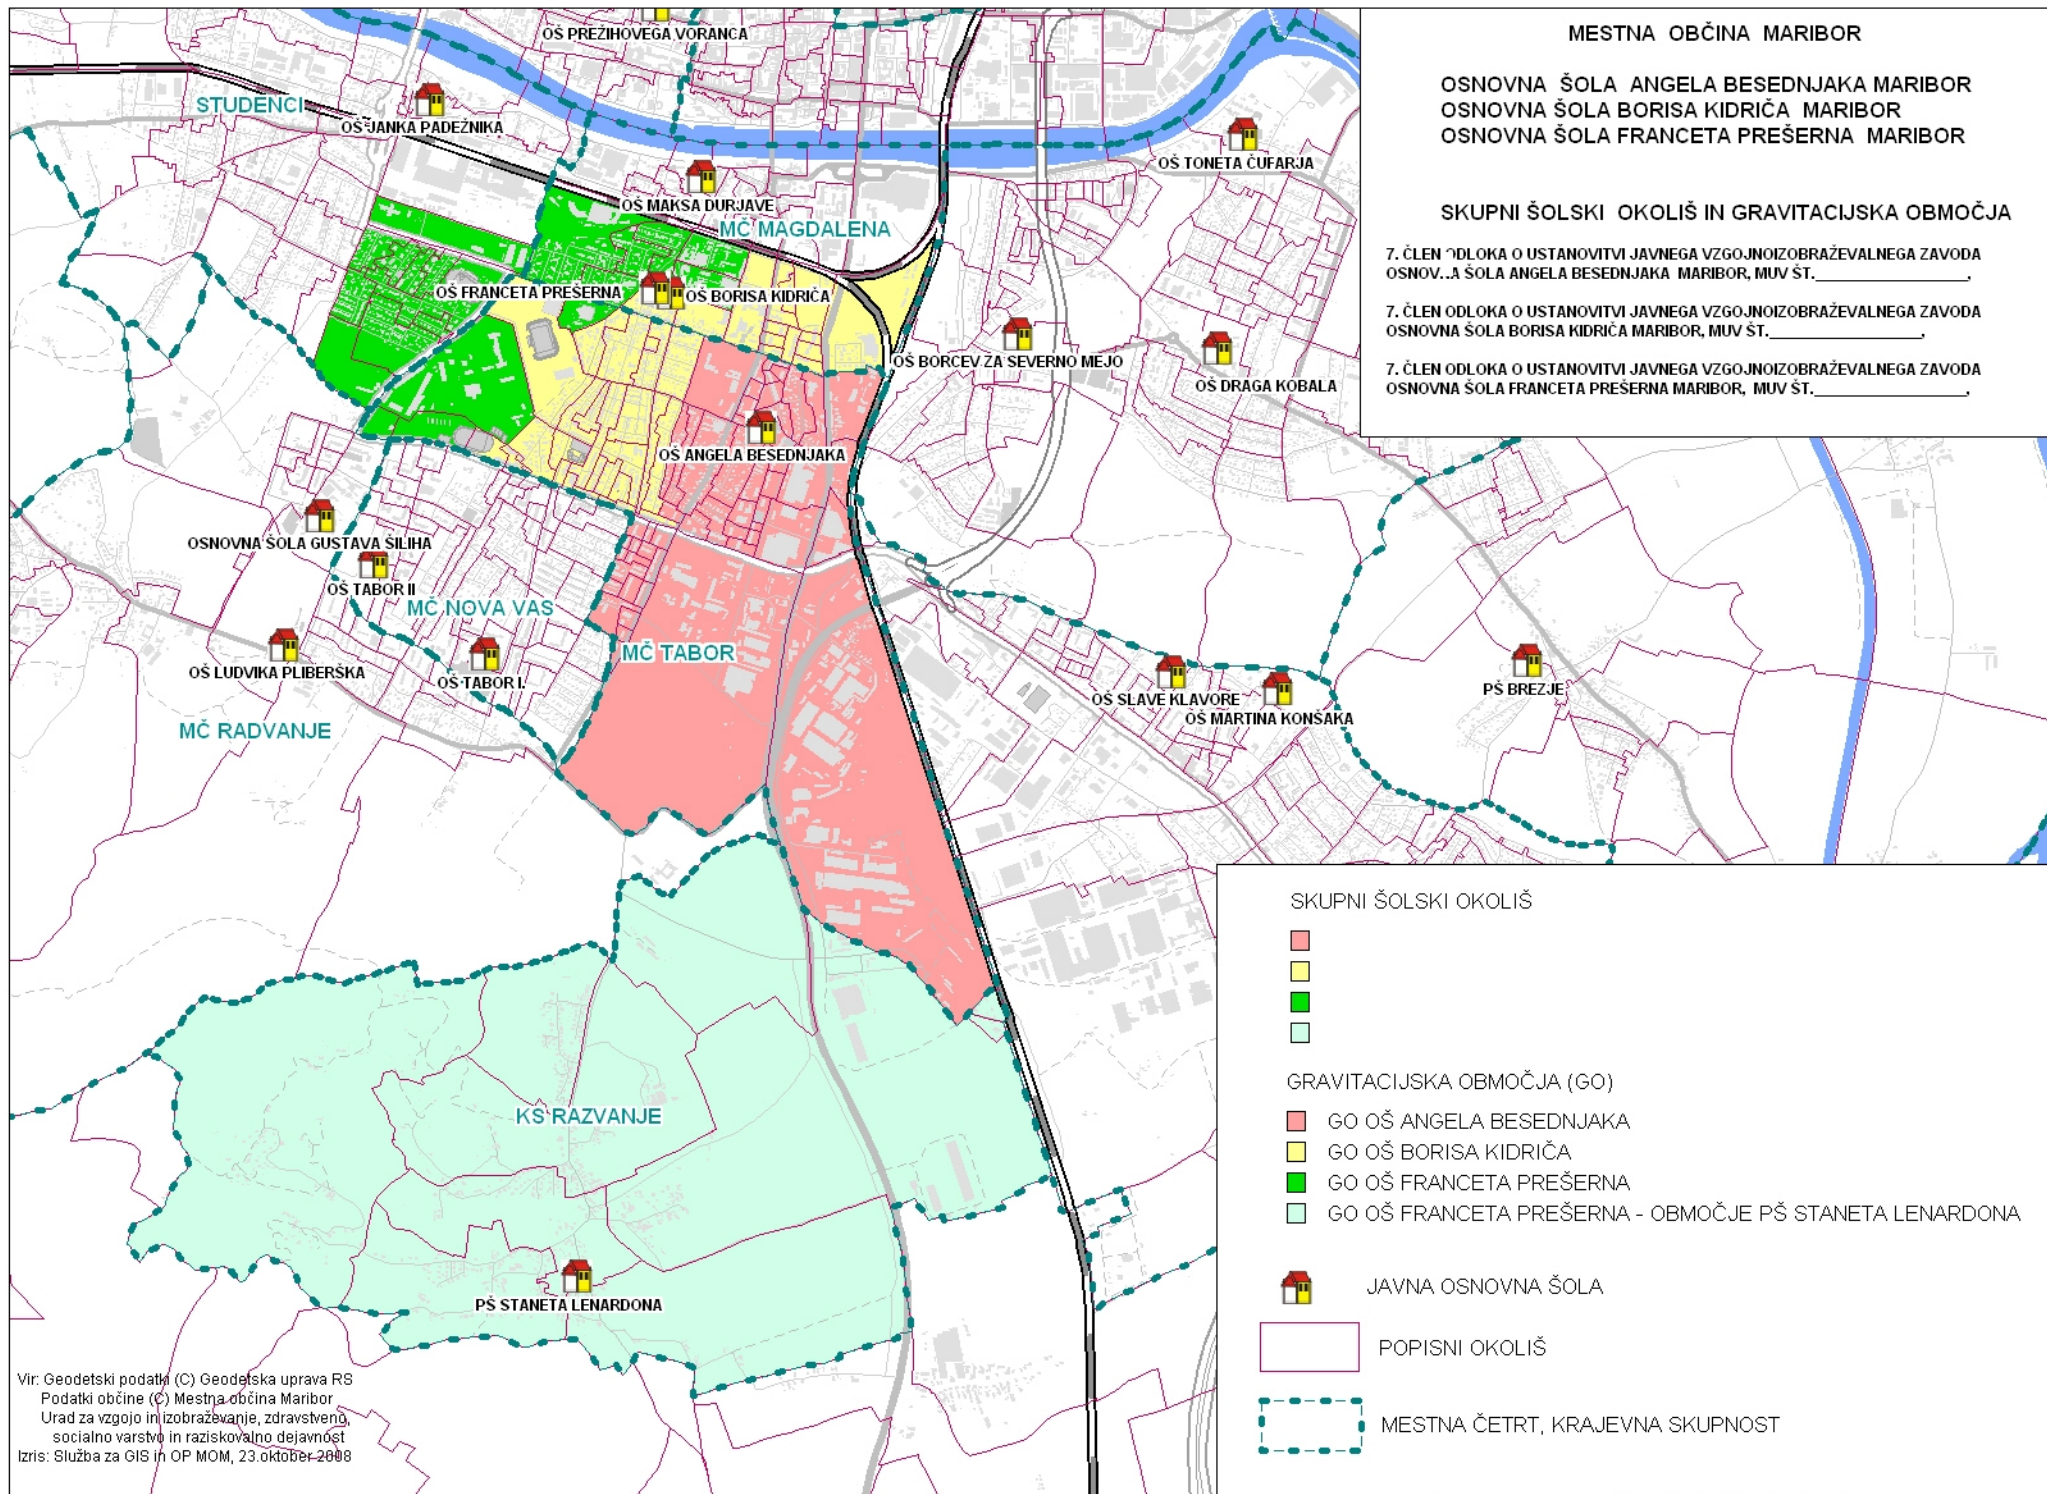 MESTNA OBČINA MARIBOR
OSNOVNA ŠOLA ANGELA BESEDNJAKA MARIBOR
OSNOVNA ŠOLA BORISA KIDRIČA MARIBOR
OSNOVNA ŠOLA FRANCETA PREŠERNA MARIBOR
SKUPNI ŠOLSKI OKOLIŠ IN GRAVITACIJSKA OBMOČJA
7. ČLEN ODLOKA O USTANOVITVI JAVNEGA VZGOJNOIZOBRAŽEVALNEGA ZAVODA
OSNOVNA ŠOLA ANGELA BESEDNJAKA MARIBOR, MUV ŠT.____________________,
7. ČLEN ODLOKA O USTANOVITVI JAVNEGA VZGOJNOIZOBRAŽEVALNEGA ZAVODA
OSNOVNA ŠOLA BORISA KIDRIČA MARIBOR, MUV ŠT.____________________,
7. ČLEN ODLOKA O USTANOVITVI JAVNEGA VZGOJNOIZOBRAŽEVALNEGA ZAVODA
OSNOVNA ŠOLA FRANCETA PREŠERNA MARIBOR, MUV ŠT.____________________,
OŠ PREŽIHOVEGA VORANCA
STUDENCI
OŠ JANKA PADEŽNIKA
OŠ TONETA ČUFARJA
OŠ MAKSA DURJAVE
MČ MAGDALENA
OŠ FRANCETA PREŠERNA
OŠ BORISA KIDRIČA
OŠ BORCEV ZA SEVERNO MEJO
OŠ DRAGA KOBALA
OŠ ANGELA BESEDNJAKA
OSNOVNA ŠOLA GUSTAVA ŠILIHA
OŠ TABOR II
MČ NOVA VAS
MČ TABOR
OŠ LUDVIKA PLIBERŠKA
OŠ TABOR I.
MČ RADVANJE
OŠ SLAVE KLAVORE
OŠ MARTINA KONŠAKA
PŠ BREZJE
KS RAZVANJE
PŠ STANETA LENARDONA
SKUPNI ŠOLSKI OKOLIŠ
GRAVITACIJSKA OBMOČJA (GO)
GO OŠ ANGELA BESEDNJAKA
GO OŠ BORISA KIDRIČA
GO OŠ FRANCETA PREŠERNA
GO OŠ FRANCETA PREŠERNA - OBMOČJE PŠ STANETA LENARDONA
JAVNA OSNOVNA ŠOLA
POPISNI OKOLIŠ
MESTNA ČETRT, KRAJEVNA SKUPNOST
Vir: Geodetski podatki (C) Geodetska uprava RS
Podatki občine (C) Mestna občina Maribor
Urad za vzgojo in izobraževanje, zdravstveno,
socialno varstvo in raziskovalno dejavnost
Izris: Služba za GIS in OP MOM, 23.oktober 2008